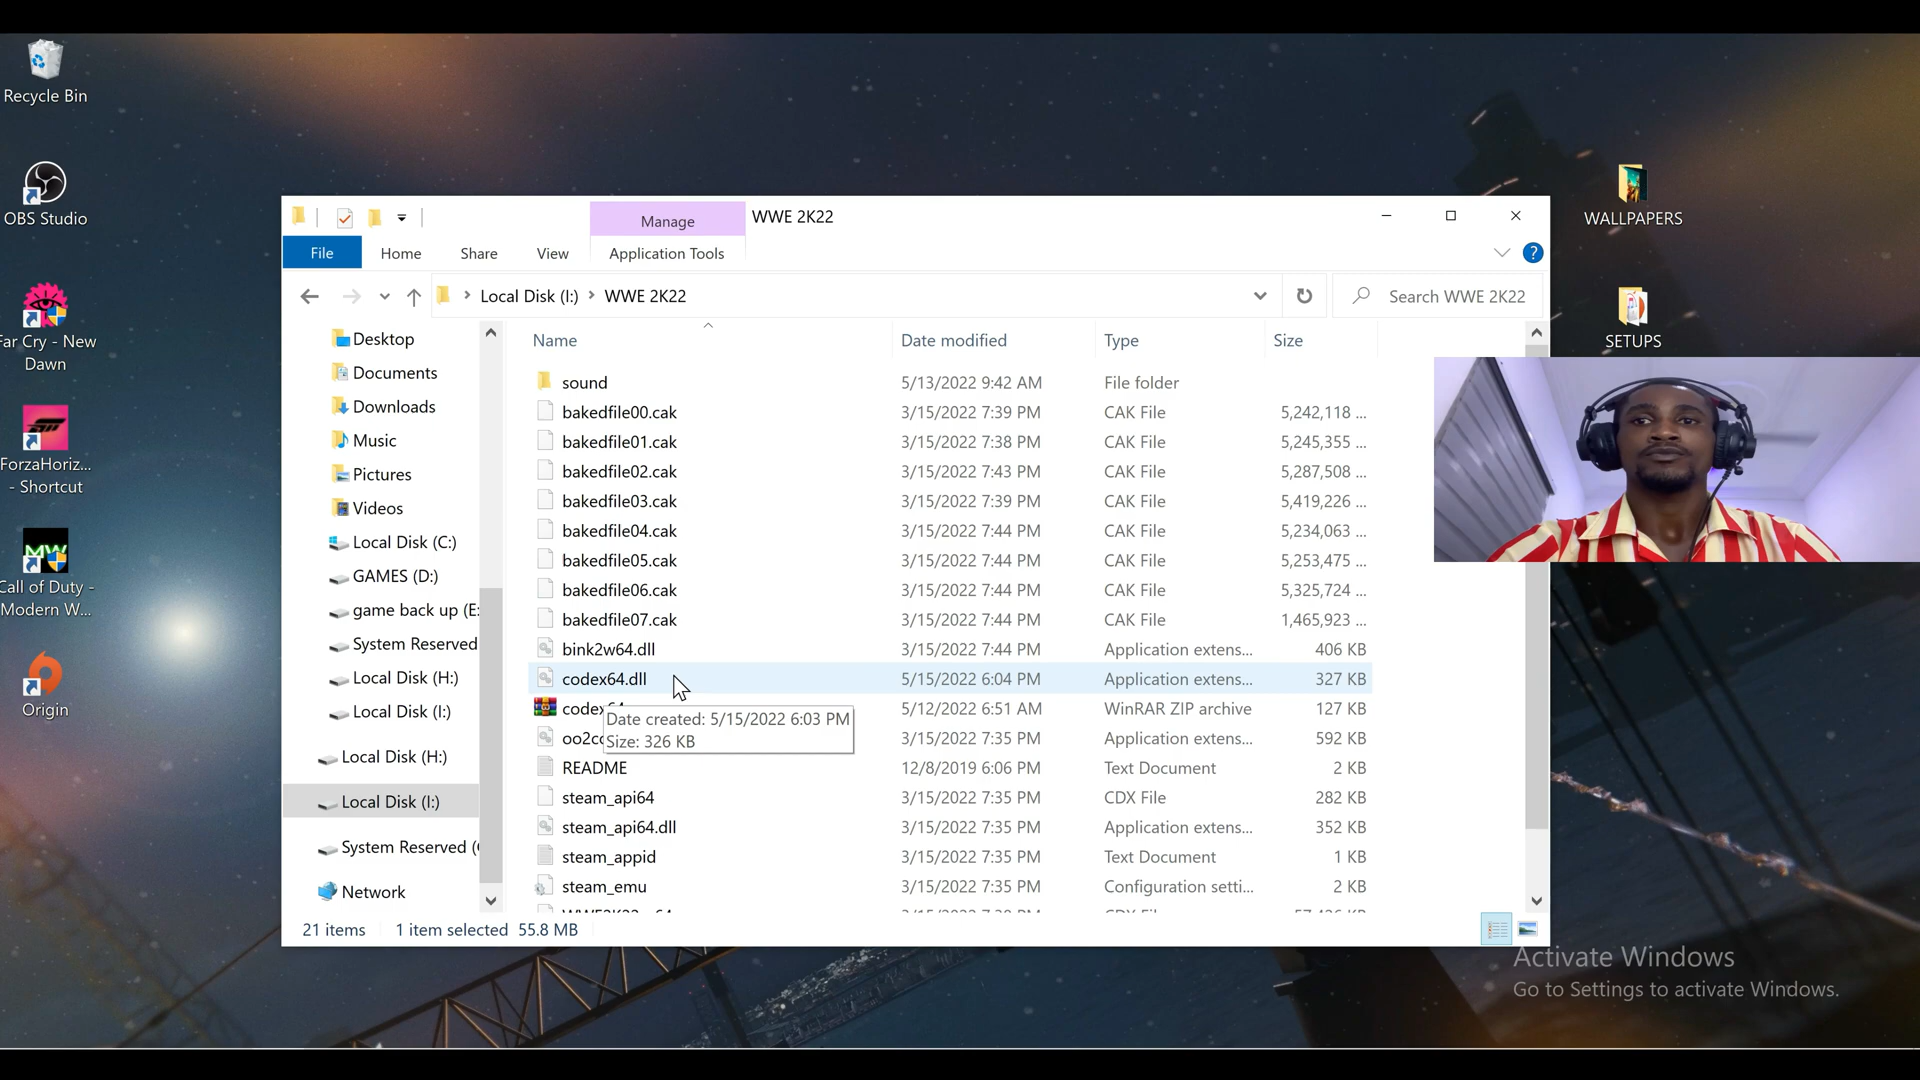 Recycle Bin
OBS Studio
Far Cry - New
Dawn
ForzaHoriz...
- Shortcut
Call of Duty -
Modern W...
Origin
WALLPAPERS
SETUPS
Manage
WWE 2K22
File
Home
Share
View
Application Tools
Local Disk (I:)
WWE 2K22
Search WWE 2K22
Desktop
Documents
Downloads
Music
Pictures
Videos
Local Disk (C:)
GAMES (D:)
game back up (E:
System Reserved
Local Disk (H:)
Local Disk (I:)
Local Disk (H:)
Local Disk (I:)
System Reserved (
Network
Name Date modified Type Size
sound 5/13/2022 9:42 AM File folder
bakedfile00.cak 3/15/2022 7:39 PM CAK File 5,242,118 ...
bakedfile01.cak 3/15/2022 7:38 PM CAK File 5,245,355 ...
bakedfile02.cak 3/15/2022 7:43 PM CAK File 5,287,508 ...
bakedfile03.cak 3/15/2022 7:39 PM CAK File 5,419,226 ...
bakedfile04.cak 3/15/2022 7:44 PM CAK File 5,234,063 ...
bakedfile05.cak 3/15/2022 7:44 PM CAK File 5,253,475 ...
bakedfile06.cak 3/15/2022 7:44 PM CAK File 5,325,724 ...
bakedfile07.cak 3/15/2022 7:44 PM CAK File 1,465,923 ...
bink2w64.dll 3/15/2022 7:44 PM Application extens... 406 KB
codex64.dll 5/15/2022 6:04 PM Application extens... 327 KB
codex64 5/12/2022 6:51 AM WinRAR ZIP archive 127 KB
Date created: 5/15/2022 6:03 PM
Size: 326 KB
3/15/2022 7:35 PM Application extens... 592 KB
README 12/8/2019 6:06 PM Text Document 2 KB
steam_api64 3/15/2022 7:35 PM CDX File 282 KB
steam_api64.dll 3/15/2022 7:35 PM Application extens... 352 KB
steam_appid 3/15/2022 7:35 PM Text Document 1 KB
steam_emu 3/15/2022 7:35 PM Configuration setti... 2 KB
21 items 1 item selected 55.8 MB
Activate Windows
Go to Settings to activate Windows.